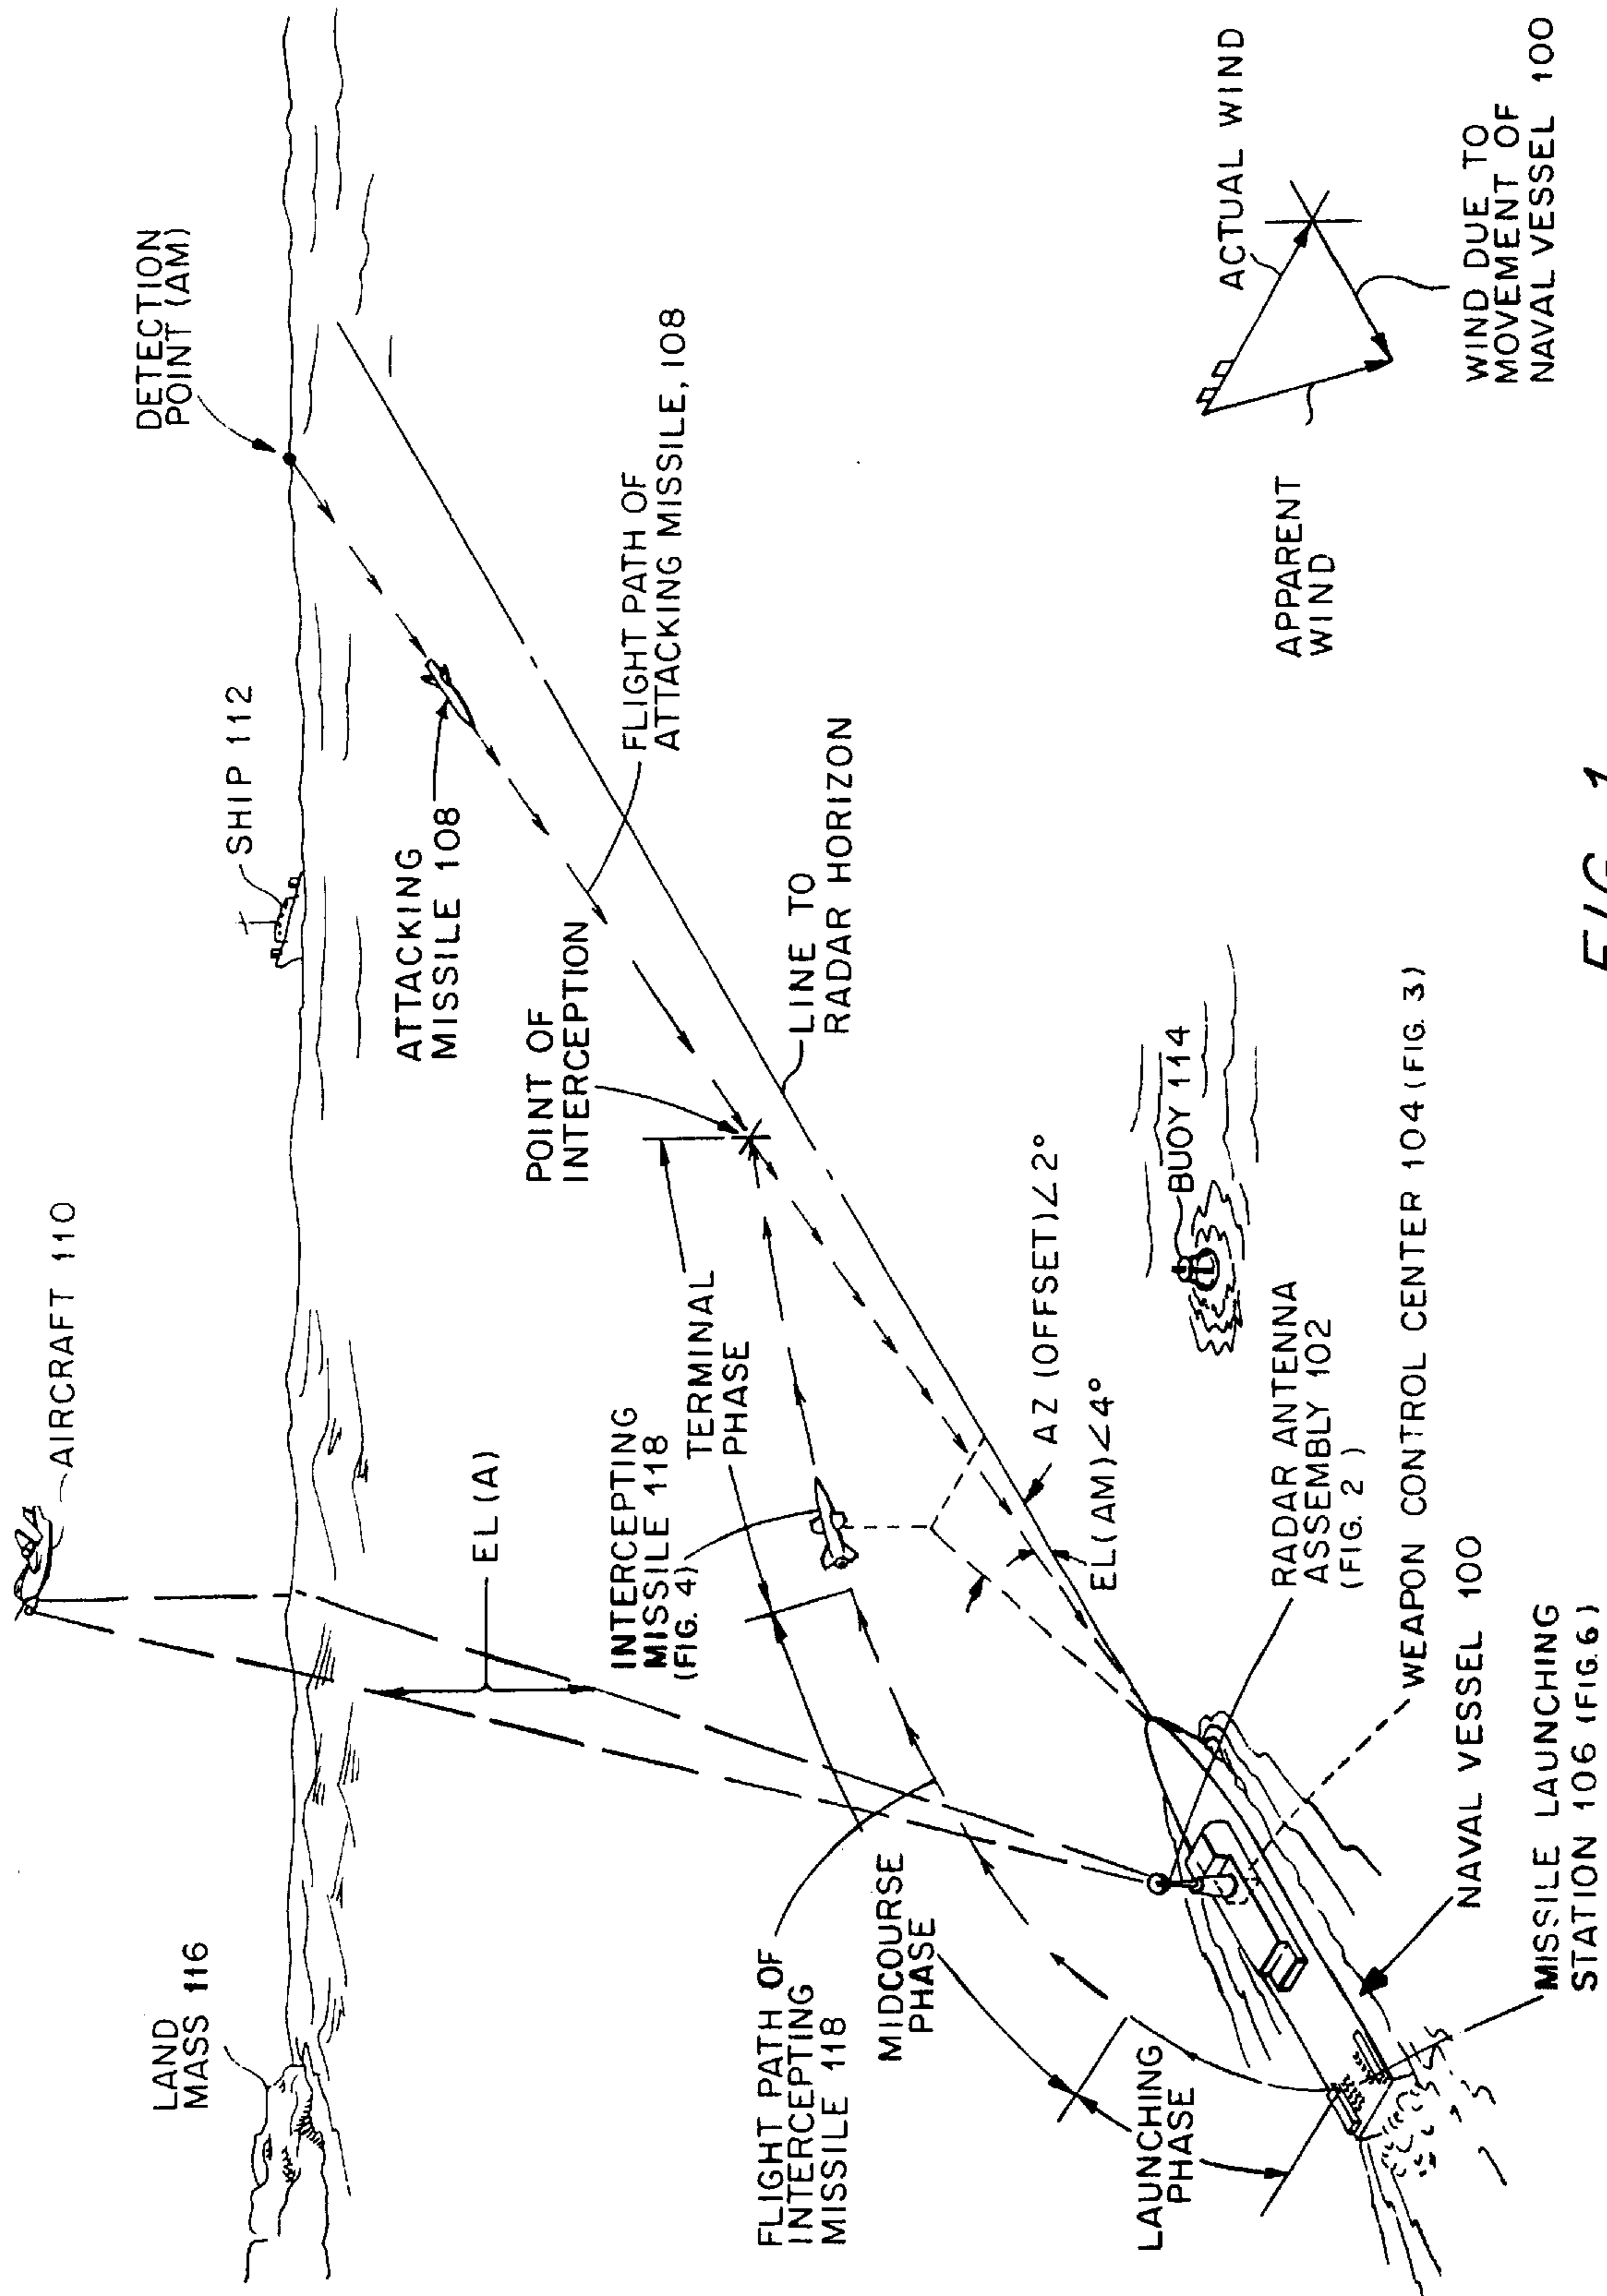 AIRCRAFT 110
LAND
MASS 116
EL (A)
SHIP 112
DETECTION
POINT (AM)
ATTACKING
MISSILE 108
POINT OF
INTERCEPTION
FLIGHT PATH OF
ATTACKING MISSILE, 108
INTERCEPTING
MISSILE 118
(FIG. 4)
TERMINAL
PHASE
LINE TO
RADAR HORIZON
FLIGHT PATH OF
INTERCEPTING
MISSILE 118
MIDCOURSE
PHASE
LAUNCHING
PHASE
AZ (OFFSET)∠2°
EL(AM)∠4°
BUOY 114
RADAR ANTENNA
ASSEMBLY 102
(FIG. 2 )
WEAPON CONTROL CENTER 104 (FIG. 3)
NAVAL VESSEL 100
MISSILE LAUNCHING
STATION 106 (FIG.6)
APPARENT
WIND
ACTUAL WIND
WIND DUE TO
MOVEMENT OF
NAVAL VESSEL 100
FIG. 1